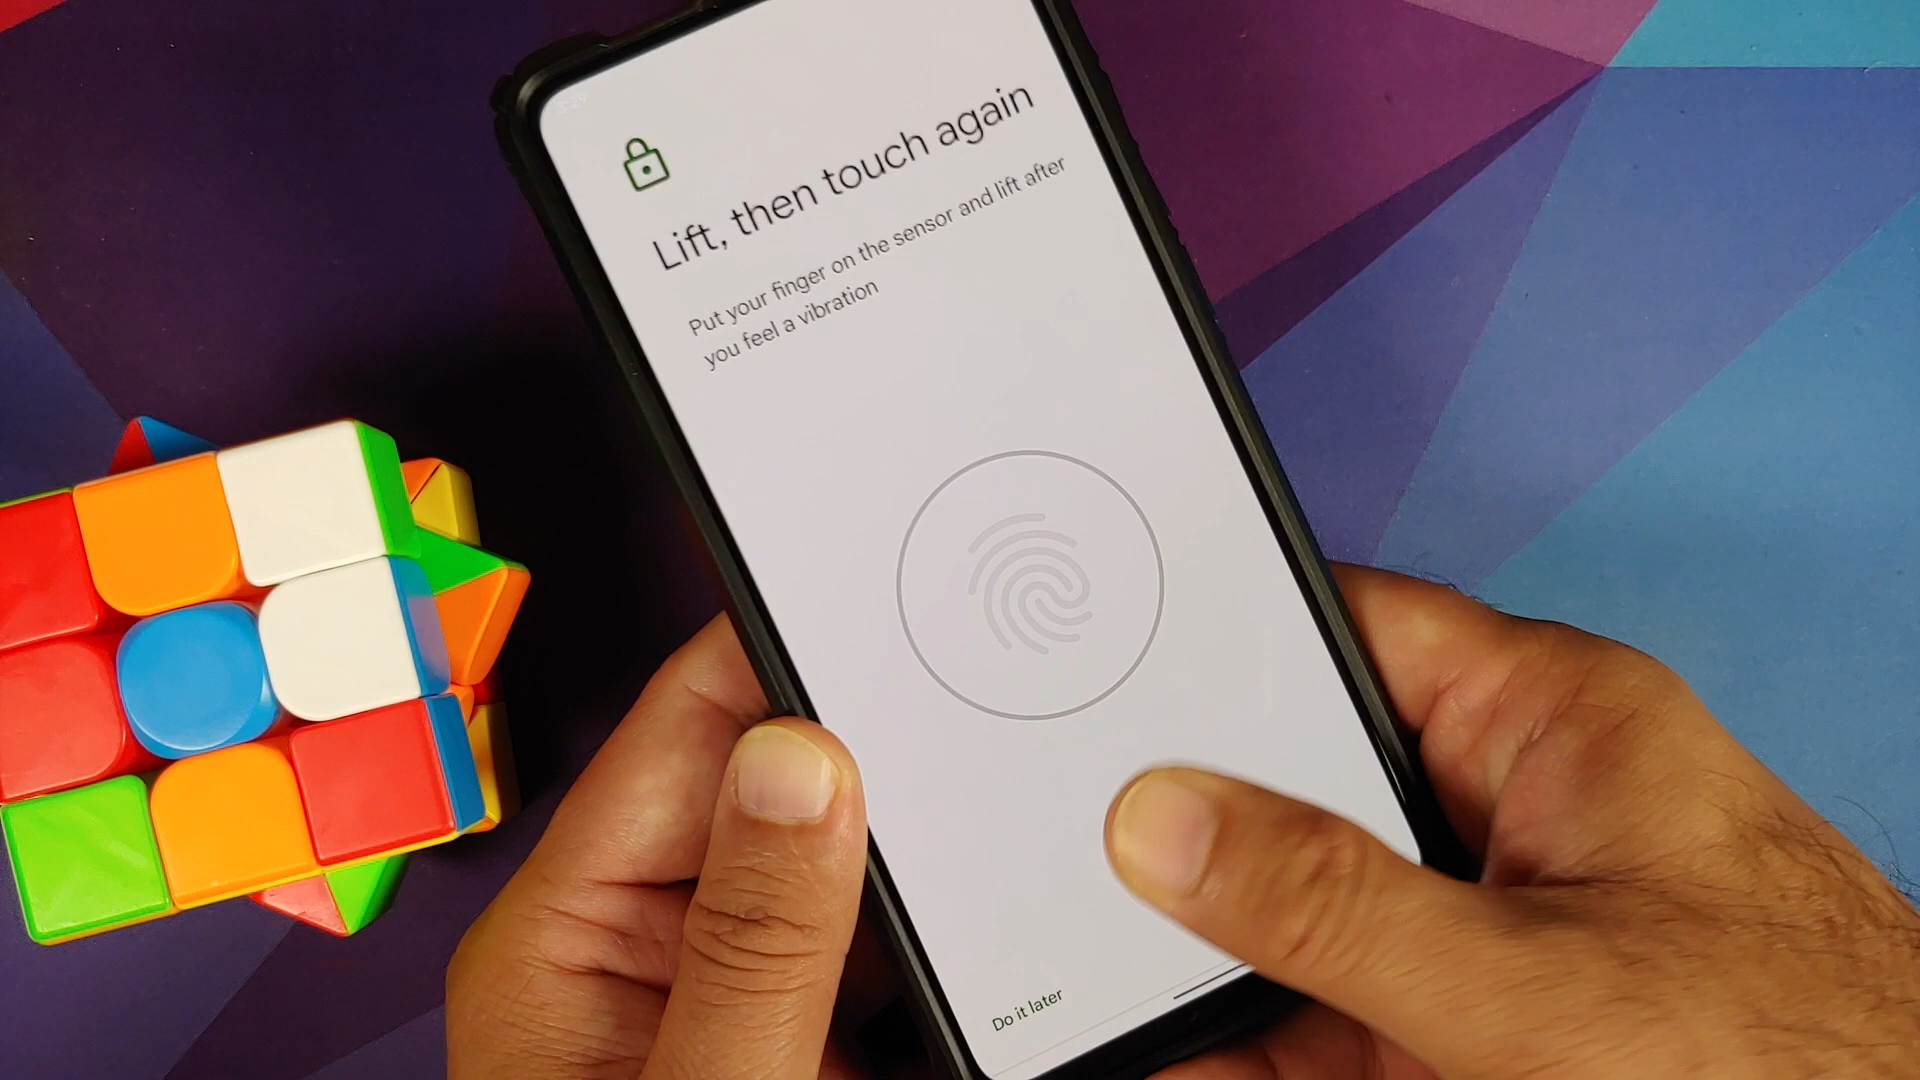 Lift, then touch again
Put your finger on the sensor and lift after
you feel a vibration
Do it later